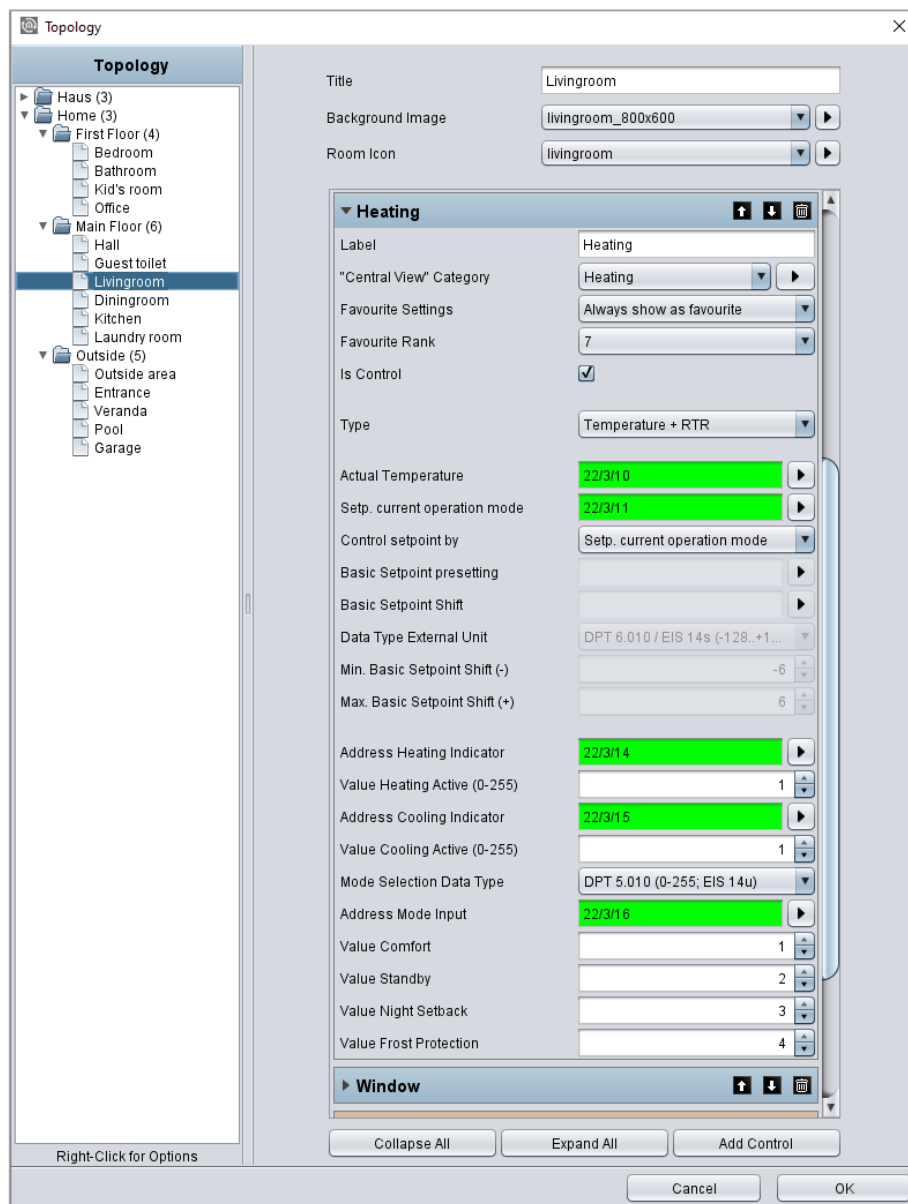 Topology
Topology
Haus (3)
Home (3)
First Floor (4)
Bedroom
Bathroom
Kid's room
Office
Main Floor (6)
Hall
Guest toilet
Livingroom
Diningroom
Kitchen
Laundry room
Outside (5)
Outside area
Entrance
Veranda
Pool
Garage
Right-Click for Options
Title Livingroom
Background Image livingroom_800x600
Room Icon livingroom
Heating
Label Heating
"Central View" Category Heating
Favourite Settings Always show as favourite
Favourite Rank 7
Is Control
Type Temperature + RTR
Actual Temperature 22/3/10
Setp. current operation mode 22/3/11
Control setpoint by Setp. current operation mode
Basic Setpoint presetting
Basic Setpoint Shift
Data Type External Unit DPT 6.010 / EIS 14s (-128..+1...
Min. Basic Setpoint Shift (-) -6
Max. Basic Setpoint Shift (+) 6
Address Heating Indicator 22/3/14
Value Heating Active (0-255) 1
Address Cooling Indicator 22/3/15
Value Cooling Active (0-255) 1
Mode Selection Data Type DPT 5.010 (0-255; EIS 14u)
Address Mode Input 22/3/16
Value Comfort 1
Value Standby 2
Value Night Setback 3
Value Frost Protection 4
Window
Collapse All Expand All Add Control
Cancel OK